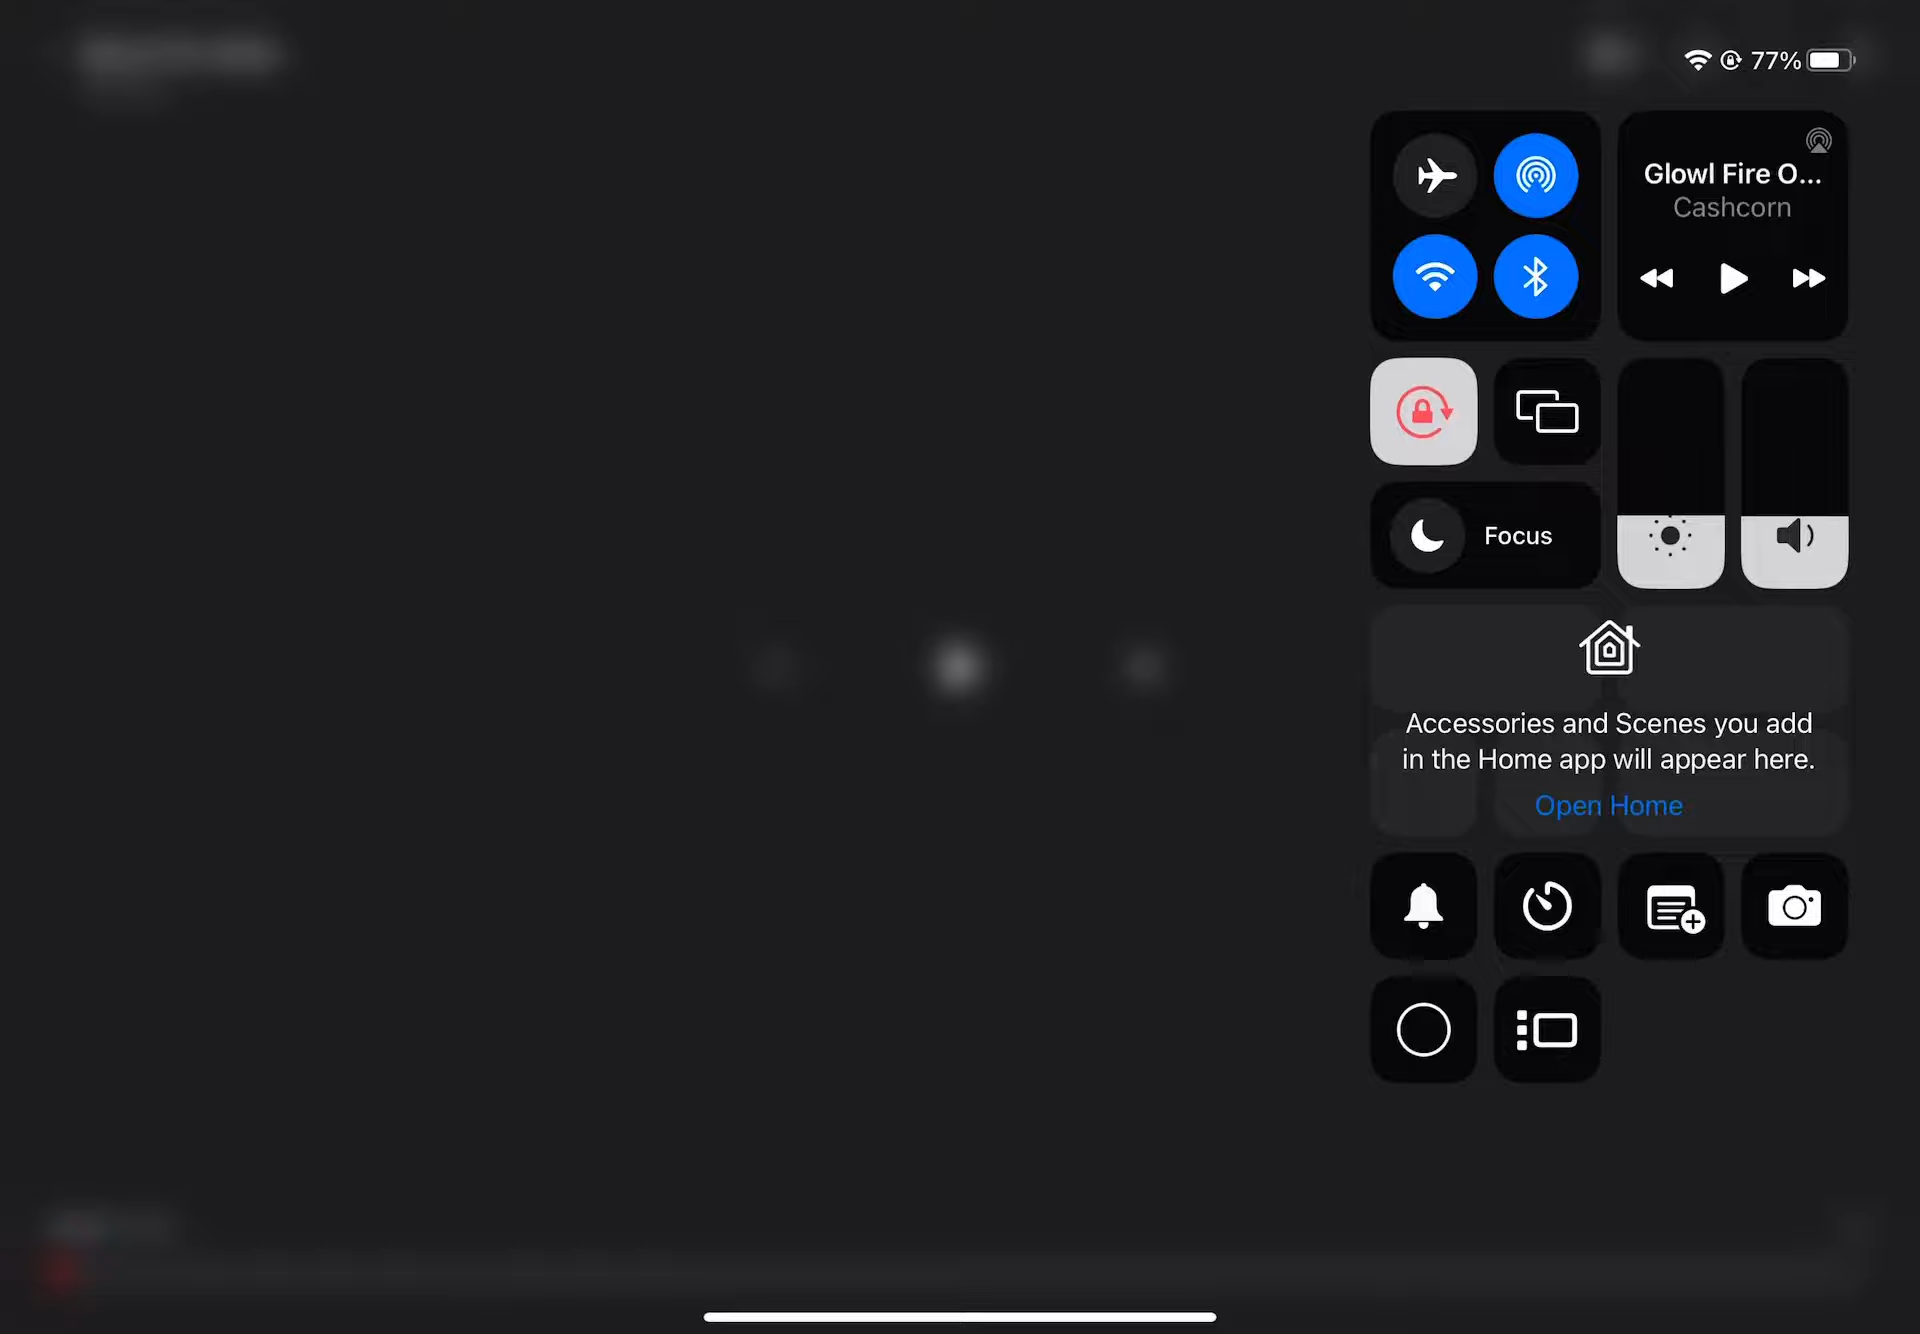 77%
Glowl Fire O...
Cashcorn
Focus
Accessories and Scenes you add
in the Home app will appear here.
Open Home